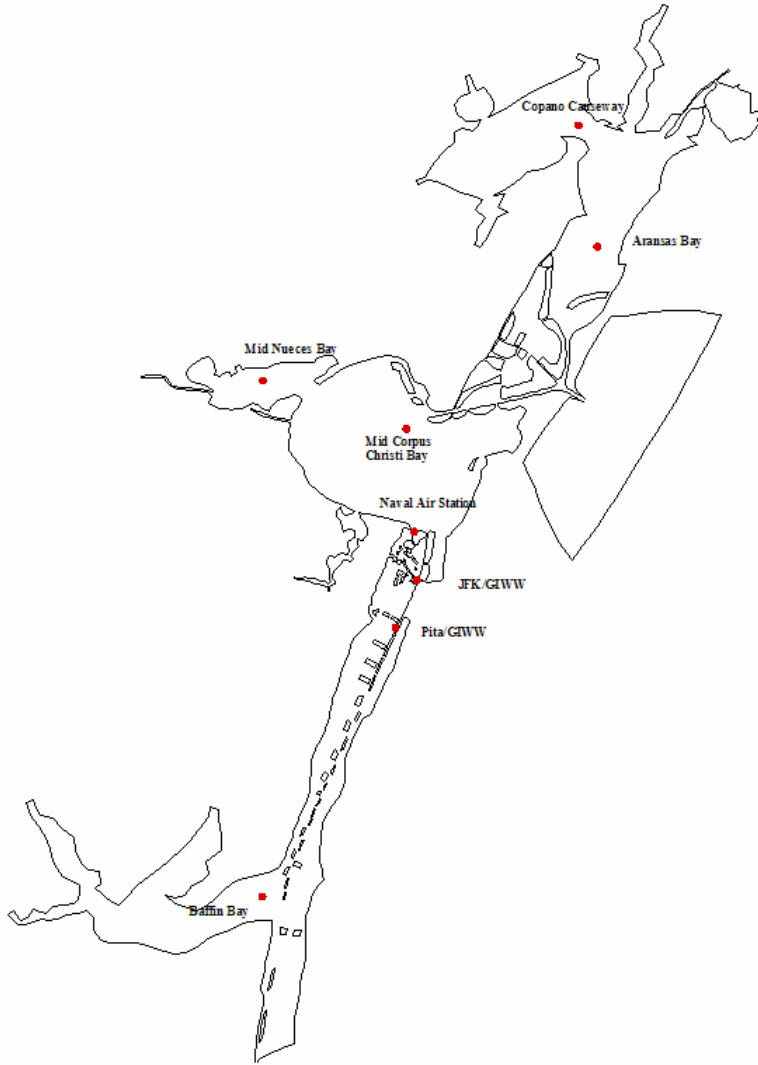 Copano Causeway
Aransas Bay
Mid Nueces Bay
Mid Corpus
Christi Bay
Naval Air Station
JFK/GIWW
Pita/GIWW
Baffin Bay